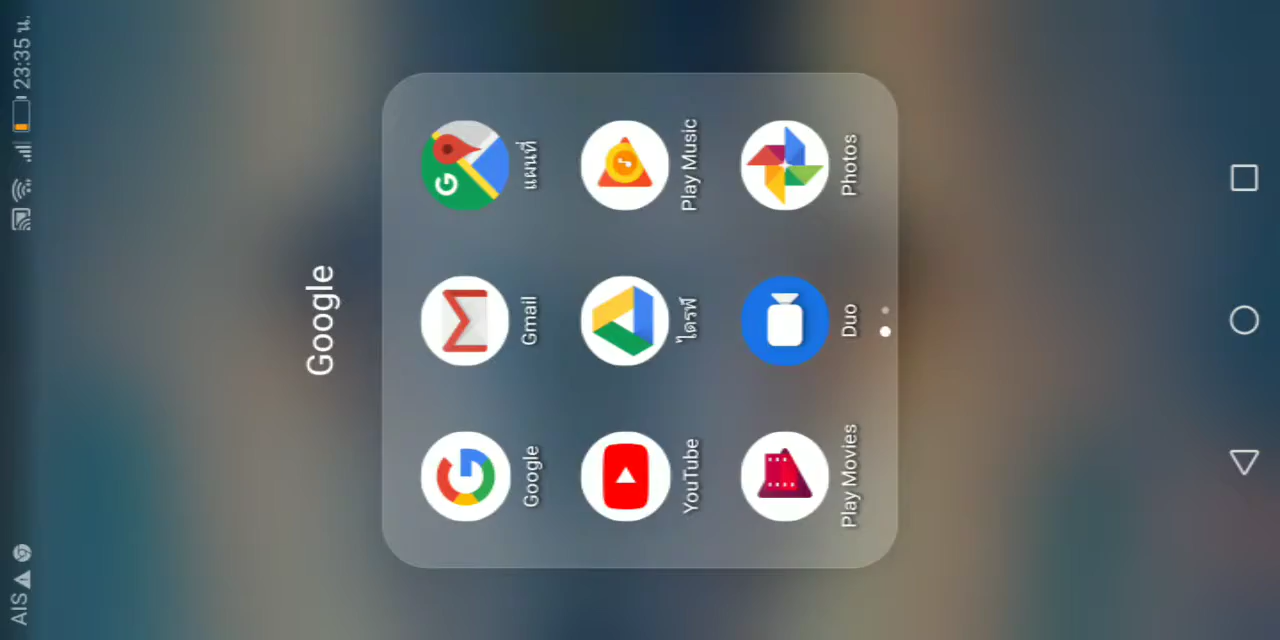 AIS
23:35 น.
Google
Google
Gmail
แผนที่
YouTube
ไดรฟ์
Play Music
Play Movies
Duo
Photos